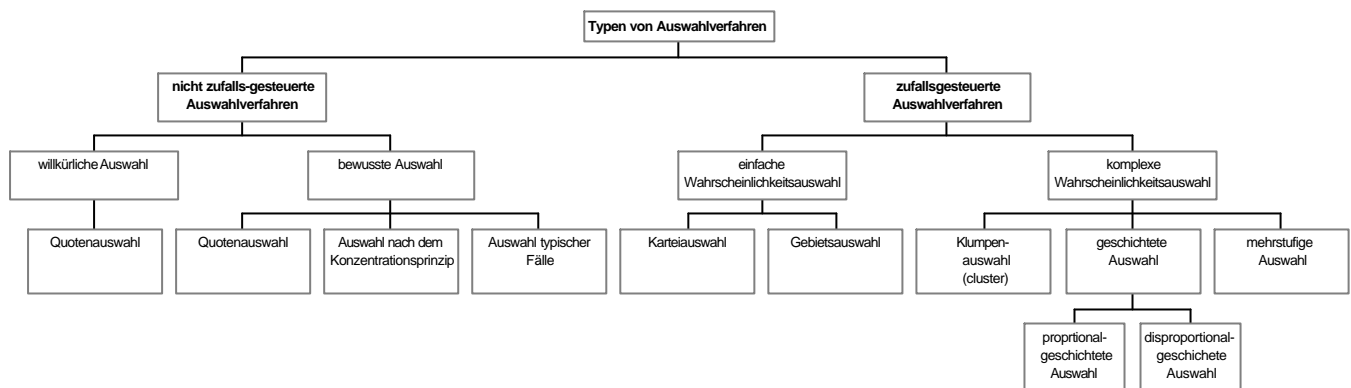 Typen von Auswahlverfahren
nicht zufalls-gesteuerte
Auswahlverfahren
zufallsgesteuerte
Auswahlverfahren
willkürliche Auswahl
bewusste Auswahl
einfache
Wahrscheinlichkeitsauswahl
komplexe
Wahrscheinlichkeitsauswahl
Quotenauswahl
Quotenauswahl
Auswahl nach dem
Konzentrationsprinzip
Auswahl typischer
Fälle
Karteiauswahl
Gebietsauswahl
Klumpen-
auswahl
(cluster)
geschichtete
Auswahl
mehrstufige
Auswahl
proprtional-
geschichtete
Auswahl
disproportional-
geschichete
Auswahl